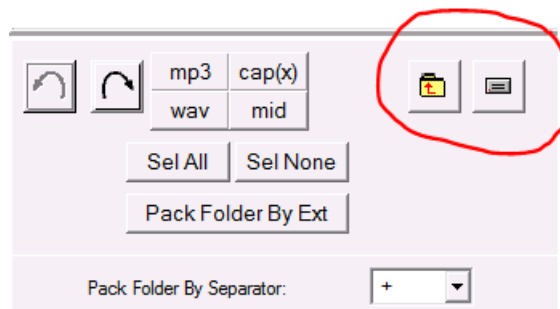 mp3 cap(x)
wav mid
Sel All Sel None
Pack Folder By Ext
Pack Folder By Separator: +